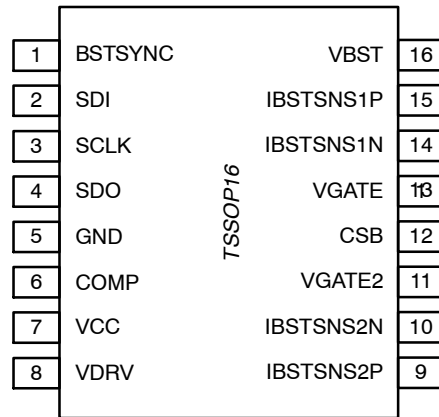 1 BSTSYNC VBST 16
2 SDI IBSTSNS1P 15
3 SCLK IBSTSNS1N 14
4 SDO VGATE 13
5 GND CSB 12
6 COMP VGATE2 11
7 VCC IBSTSNS2N 10
8 VDRV IBSTSNS2P 9
TSSOP16